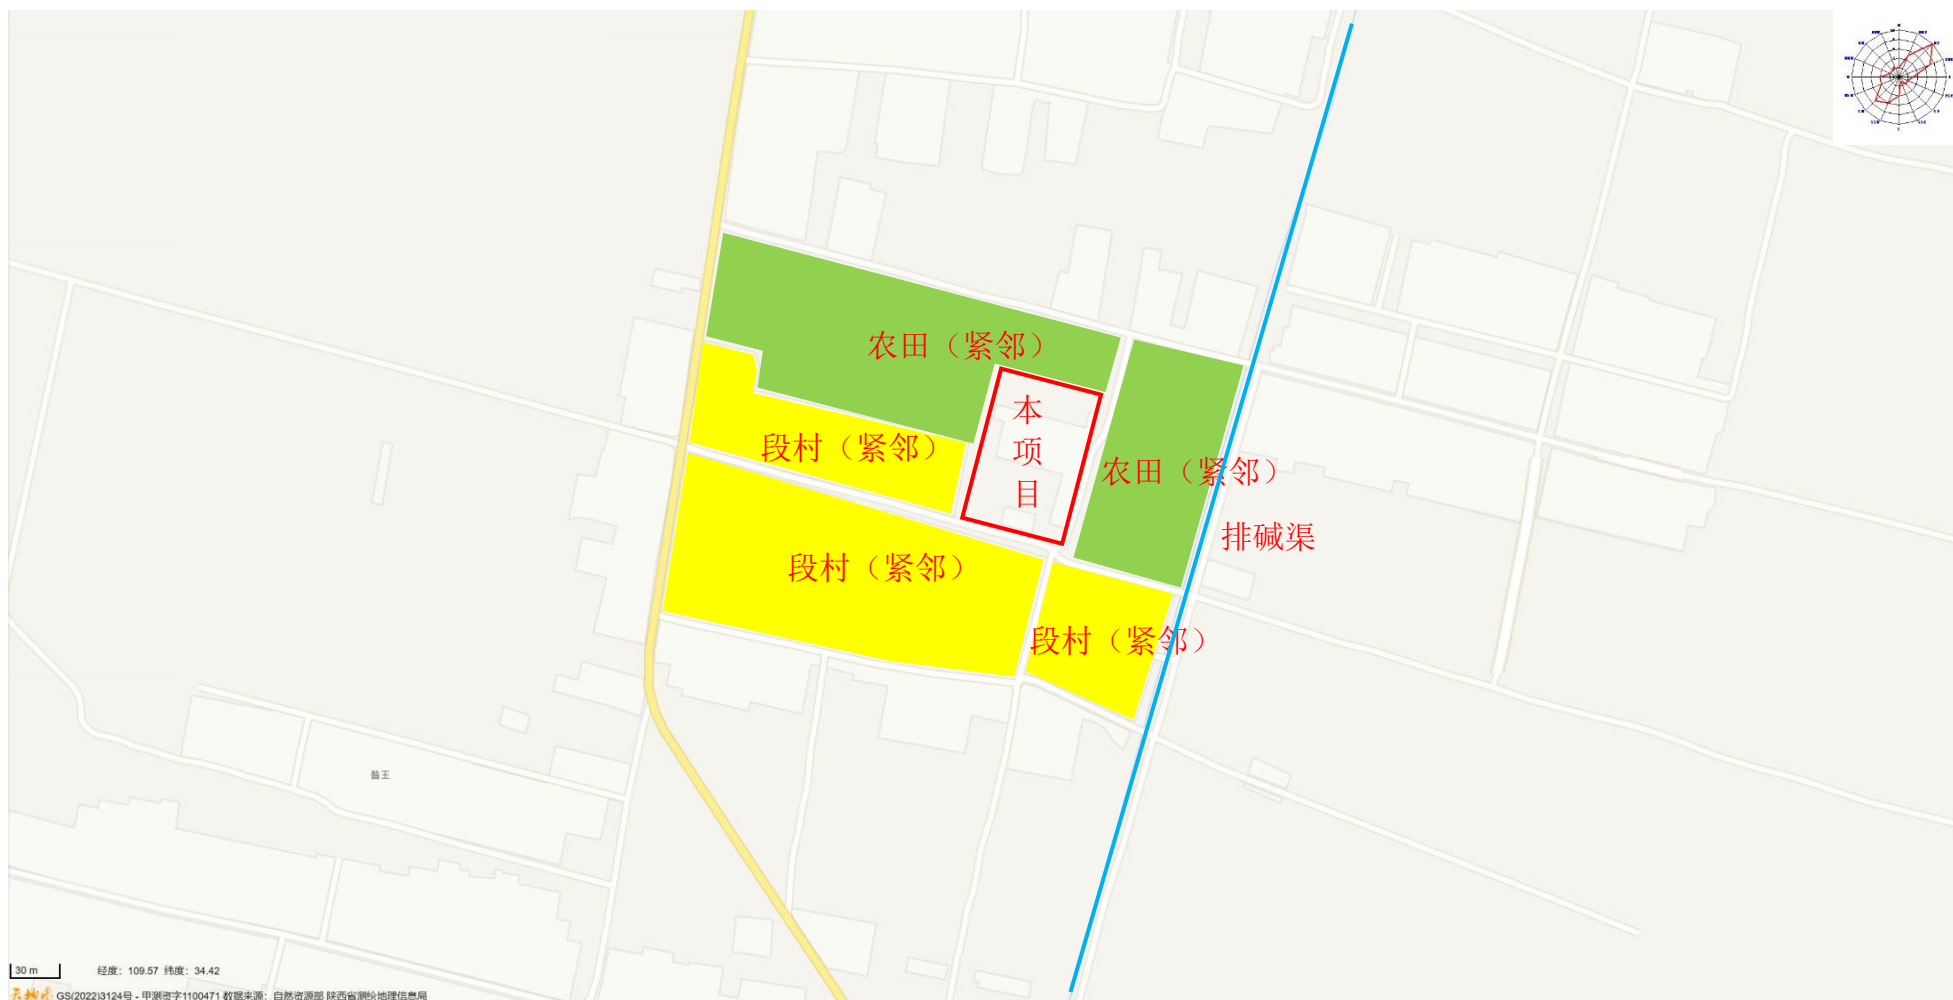 农田（紧邻）
本
项
目
段村（紧邻）
农田（紧邻）
排碱渠
段村（紧邻）
段村（紧邻）
30 m
经度：109.57 纬度：34.42
天地图
GS(2022)3124号 - 甲测资字1100471 数据来源：自然资源部 陕西省测绘地理信息局